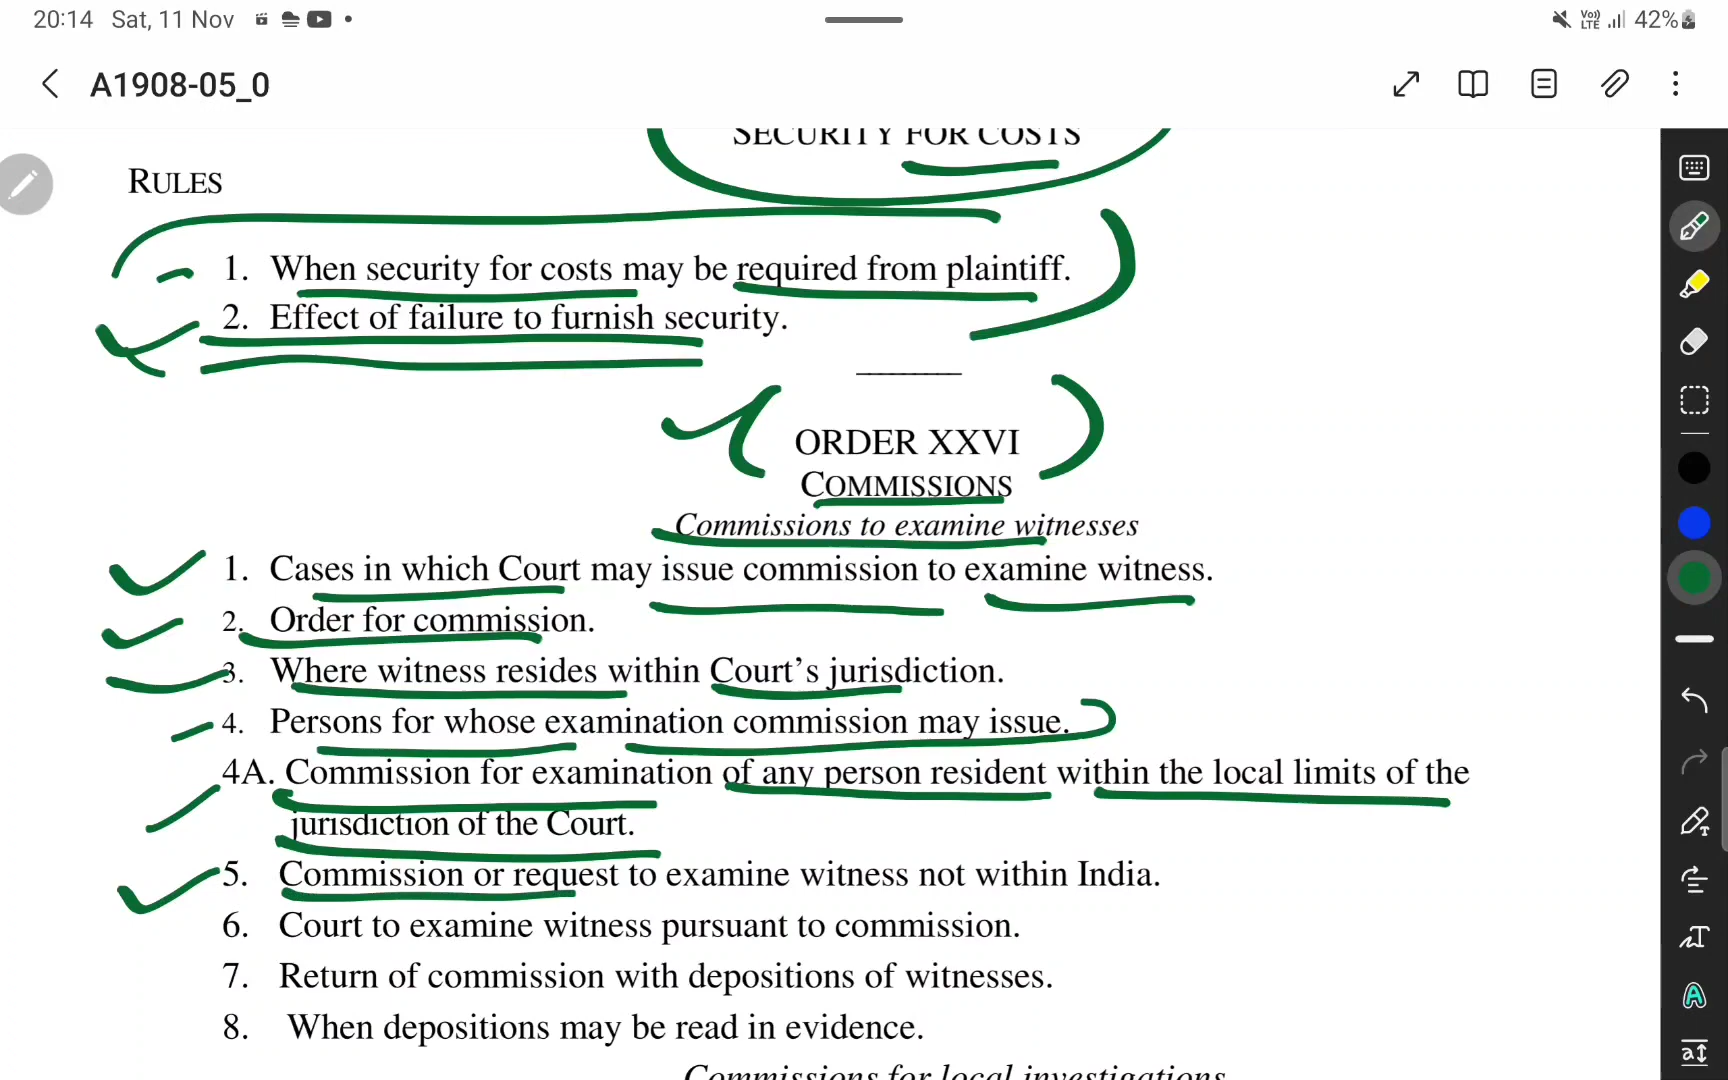 20:14 Sat, 11 Nov
Vo)) LTE 42%
A1908-05_0
SECURITY FOR COSTS
RULES
1. When security for costs may be required from plaintiff.
2. Effect of failure to furnish security.
ORDER XXVI
COMMISSIONS
Commissions to examine witnesses
1. Cases in which Court may issue commission to examine witness.
2. Order for commission.
3. Where witness resides within Court’s jurisdiction.
4. Persons for whose examination commission may issue.
4A. Commission for examination of any person resident within the local limits of the
jurisdiction of the Court.
5. Commission or request to examine witness not within India.
6. Court to examine witness pursuant to commission.
7. Return of commission with depositions of witnesses.
8. When depositions may be read in evidence.
Commissions for local investigations